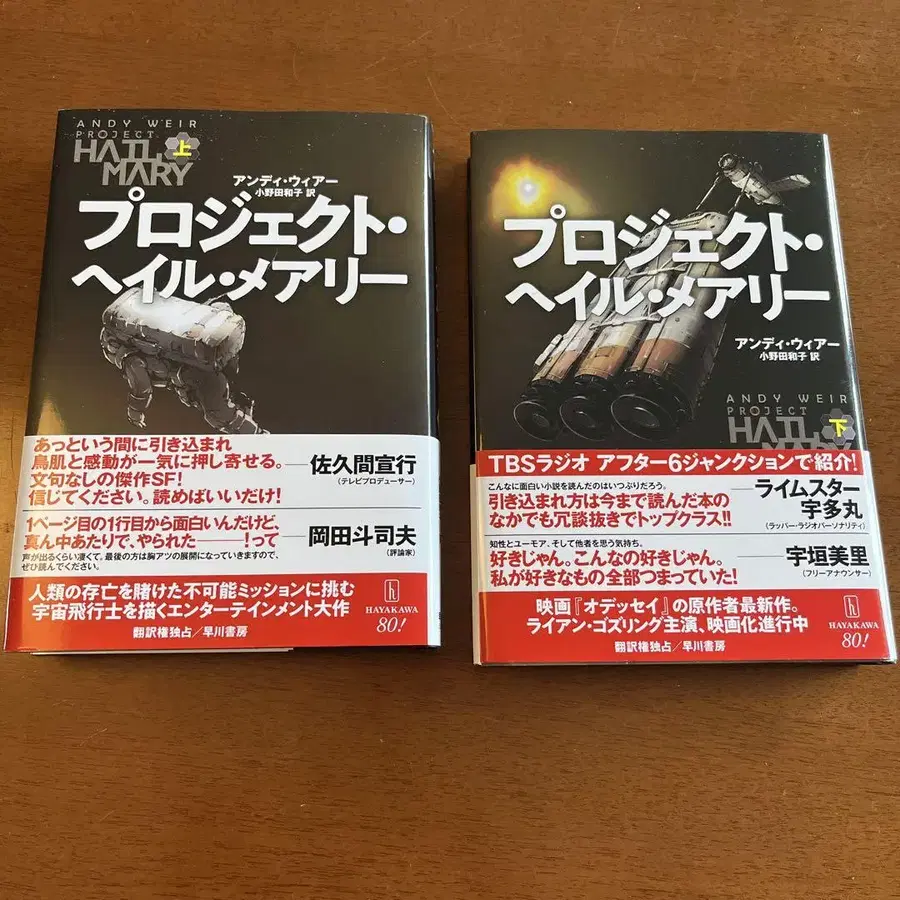 ANDY WEIR
PROJECT
HAIL
MARY
上
アンディ・ウィアー
小野田和子 訳
プロジェクト・
ヘイル・メアリー
あっという間に引き込まれ
鳥肌と感動が一気に押し寄せる。
文句なしの傑作SF!
信じてください。読めばいいだけ!
佐久間宣行
(テレビプロデューサー)
1ページ目の1行目から面白いんだけど、
真ん中あたりで、やられた――!って
声が出るくらい凄くて。最後の方は胸アツの展開になっていきますので、
ぜひ読んでください。
岡田斗司夫
(評論家)
人類の存亡を賭けた不可能ミッションに挑む
宇宙飛行士を描くエンターテインメント大作
翻訳権独占/早川書房
h
HAYAKAWA
80!
プロジェクト・
ヘイル・メアリー
アンディ・ウィアー
小野田和子 訳
ANDY WEIR
PROJECT
HAIL
下
TBSラジオ アフター6ジャンクションで紹介!
こんなに面白い小説を読んだのはいつぶりだろう。
引き込まれ方は今まで読んだ本の
なかでも冗談抜きでトップクラス!!
ライムスター
宇多丸
(ラッパー・ラジオパーソナリティ)
知性とユーモア、そして他者を思う気持ち。
好きじゃん。こんなの好きじゃん。
私が好きなもの全部つまっていた!
宇垣美里
(フリーアナウンサー)
映画『オデッセイ』の原作者最新作。
ライアン・ゴズリング主演、映画化進行中
翻訳権独占/早川書房
h
HAYAKAWA
80!